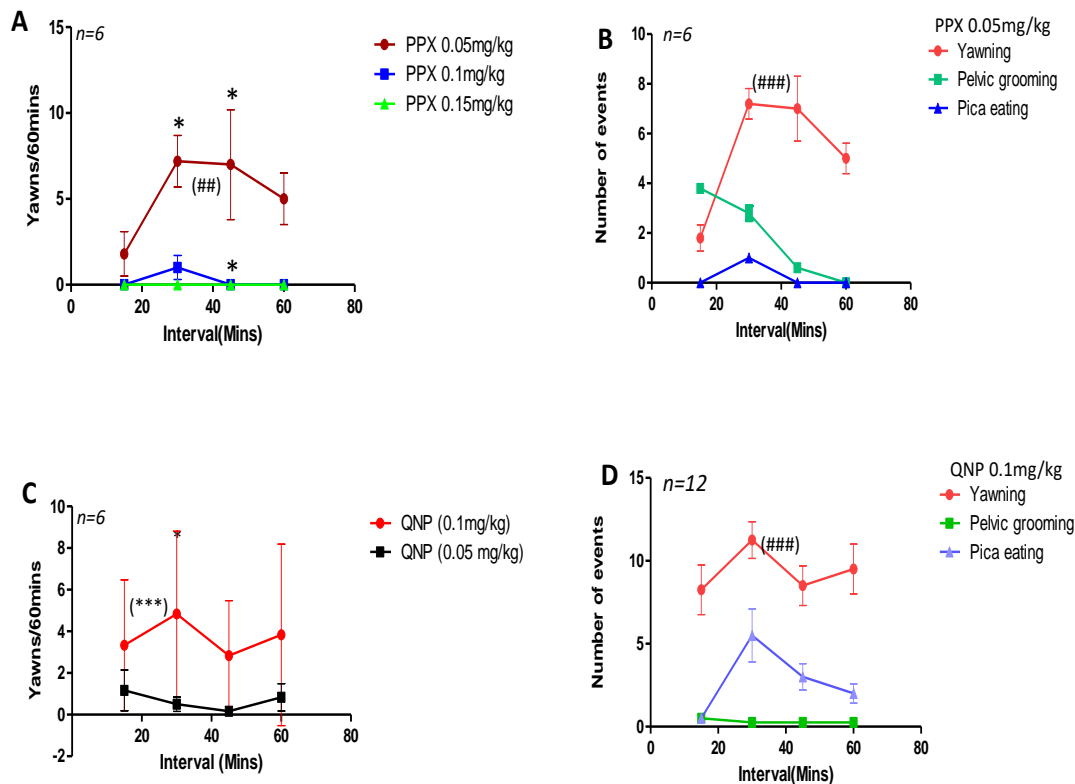 A
n=6
15
10
5
0
Yawns/60mins
0
20
40
60
80
Interval(Mins)
*
*
(##)
*
PPX 0.05mg/kg
PPX 0.1mg/kg
PPX 0.15mg/kg
B
n=6
PPX 0.05mg/kg
Yawning
Pelvic grooming
Pica eating
10
8
6
4
2
0
Number of events
(###)
0
20
40
60
80
Interval(Mins)
C
n=6
10
8
6
4
2
0
-2
Yawns/60mins
*
(***)
20
40
60
80
Interval (Mins)
QNP (0.1mg/kg)
QNP (0.05 mg/kg)
D
n=12
QNP 0.1mg/kg
Yawning
Pelvic grooming
Pica eating
15
10
5
0
Number of events
(###)
0
20
40
60
80
Interval(Mins)